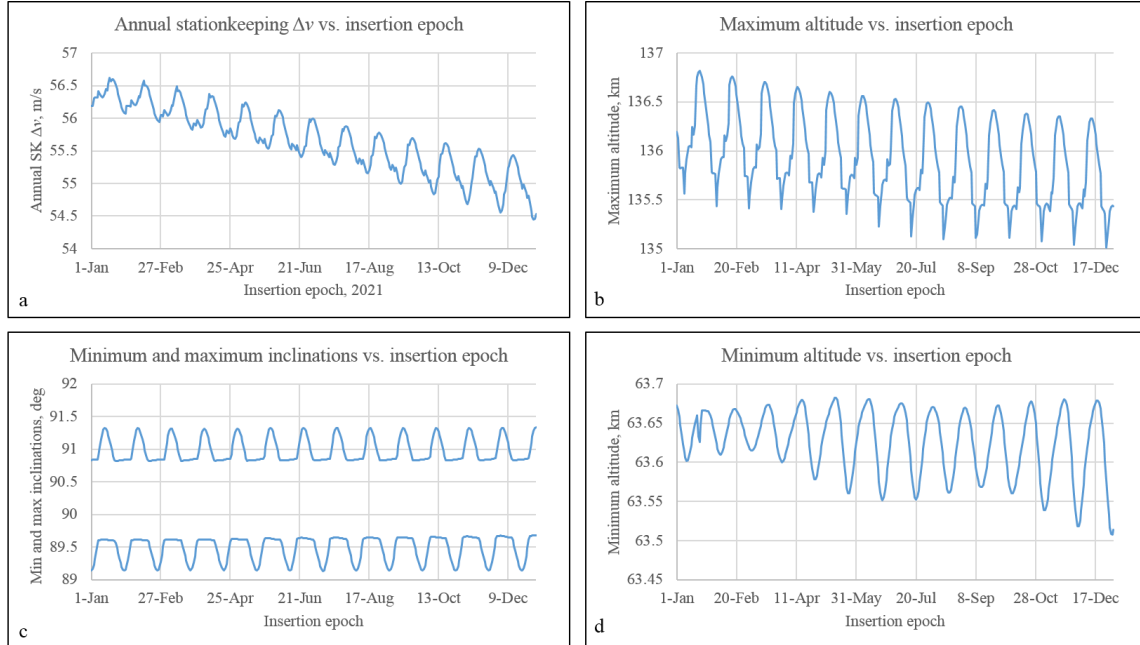 Annual stationkeeping Δv vs. insertion epoch
57
56.5
56
55.5
55
54.5
54
Annual SK Δv, m/s
1-Jan 27-Feb 25-Apr 21-Jun 17-Aug 13-Oct 9-Dec
Insertion epoch, 2021
a
Maximum altitude vs. insertion epoch
137
136.5
136
135.5
135
Maximum altitude, km
1-Jan 20-Feb 11-Apr 31-May 20-Jul 8-Sep 28-Oct 17-Dec
Insertion epoch
b
Minimum and maximum inclinations vs. insertion epoch
92
91.5
91
90.5
90
89.5
89
Min and max inclinations, deg
1-Jan 27-Feb 25-Apr 21-Jun 17-Aug 13-Oct 9-Dec
Insertion epoch
c
Minimum altitude vs. insertion epoch
63.7
63.65
63.6
63.55
63.5
63.45
Minimum altitude, km
1-Jan 20-Feb 11-Apr 31-May 20-Jul 8-Sep 28-Oct 17-Dec
Insertion epoch
d